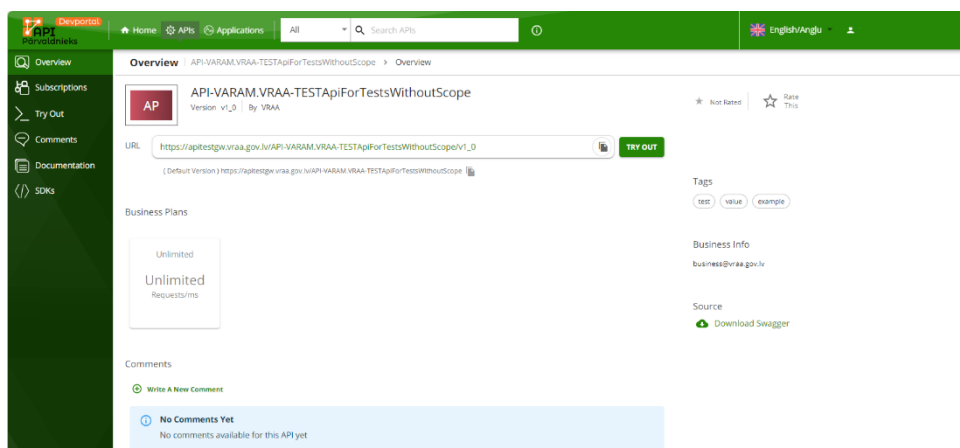 Devportal
API
Pārvaldnieks
Home APIs Applications All Search APIs English/Angļu
Overview
Subscriptions
Try Out
Comments
Documentation
SDKs
Overview API-VARAM.VRAA-TESTApiForTestsWithoutScope > Overview
AP
API-VARAM.VRAA-TESTApiForTestsWithoutScope
Version v1_0 By VRAA
Not Rated Rate This
URL https://apitestgw.vraa.gov.lv/API-VARAM.VRAA-TESTApiForTestsWithoutScope/v1_0 TRY OUT
( Default Version ) https://apitestgw.vraa.gov.lv/API-VARAM.VRAA-TESTApiForTestsWithoutScope
Tags
test value example
Business Plans
Unlimited
Unlimited
Requests/ms
Business Info
business@vraa.gov.lv
Source
Download Swagger
Comments
Write A New Comment
No Comments Yet
No comments available for this API yet